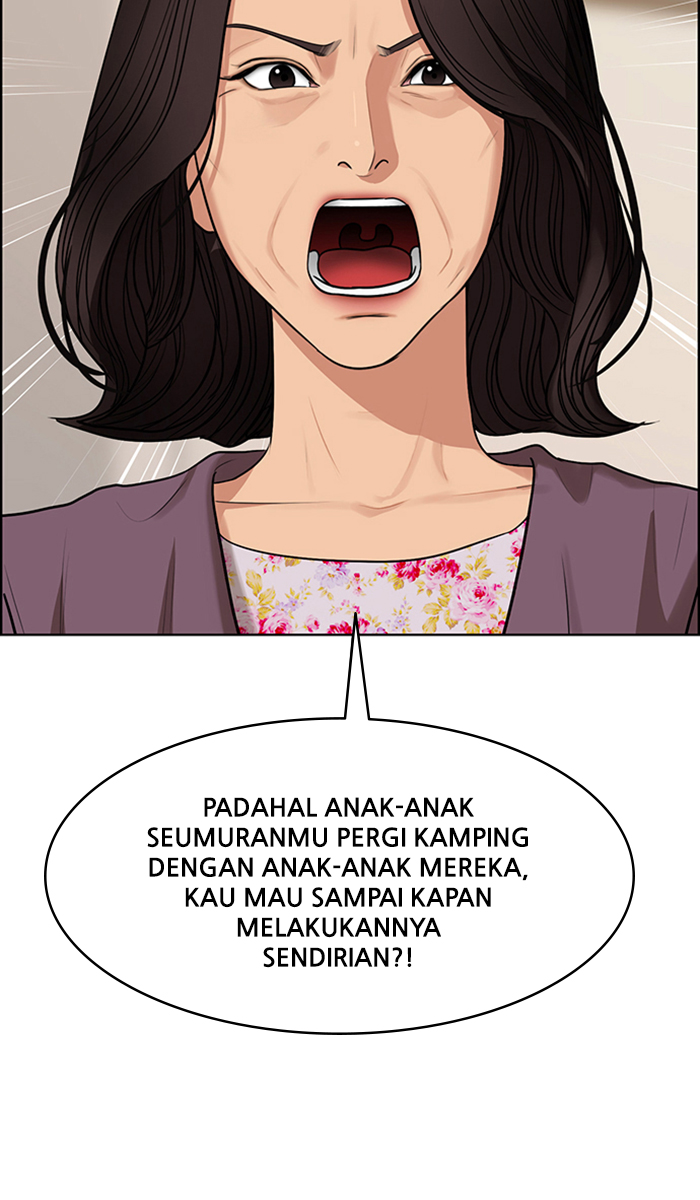 PADAHAL ANAK-ANAK
SEUMURANMU PERGI KAMPING
DENGAN ANAK-ANAK MEREKA,
KAU MAU SAMPAI KAPAN
MELAKUKANNYA
SENDIRIAN?!